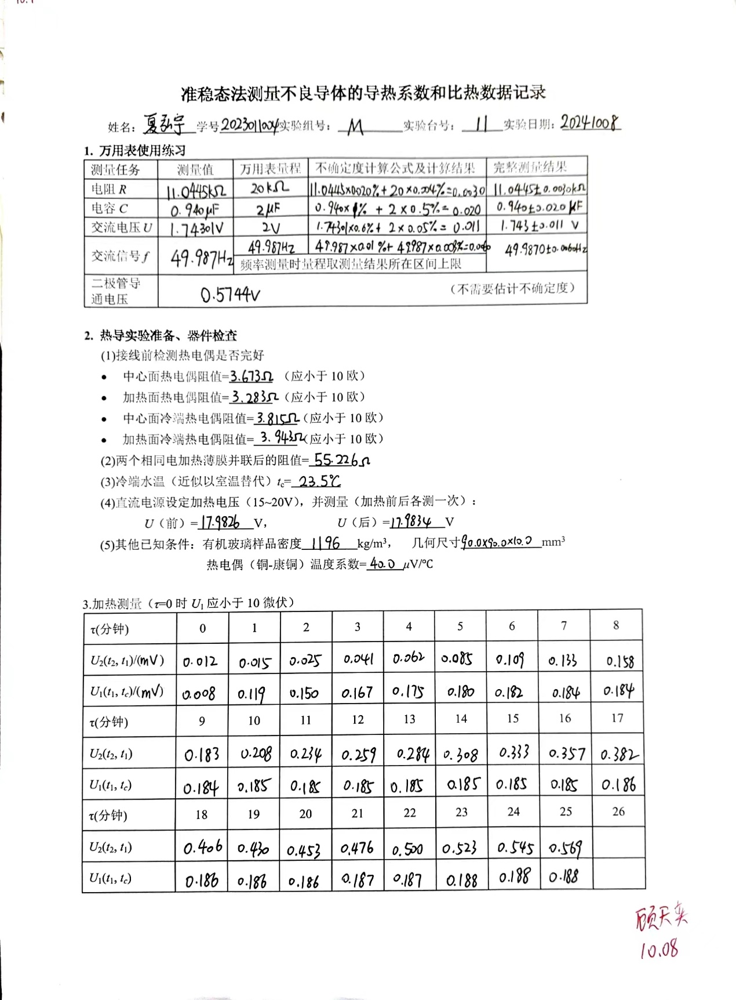 准稳态法测量不良导体的导热系数和比热数据记录
姓名：夏弘宇 学号2023011004实验组号：M 实验台号：11 实验日期：20241008
1. 万用表使用练习
测量任务 测量值 万用表量程 不确定度计算公式及计算结果 完整测量结果
电阻 R 11.0445kΩ 20kΩ 11.0445×0.020%+20×0.004%=0.0030 11.0445±0.0030kΩ
电容 C 0.940μF 2μF 0.940×1% + 2×0.5%= 0.020 0.940±0.020 μF
交流电压 U 1.74301V 2V 1.74301×0.6%+ 2×0.05%= 0.011 1.743±0.011 V
交流信号 f 49.987Hz 49.987Hz 49.987×0.01%+ 49.987×0.003%=0.0060 49.9870±0.0060Hz
频率测量时量程取测量结果所在区间上限
二极管导通电压 0.5744V （不需要估计不确定度）
2. 热导实验准备、器件检查
(1)接线前检测热电偶是否完好
• 中心面热电偶阻值=3.673Ω（应小于 10 欧）
• 加热面热电偶阻值=3.283Ω（应小于 10 欧）
• 中心面冷端热电偶阻值=3.815Ω（应小于 10 欧）
• 加热面冷端热电偶阻值=3.943Ω（应小于 10 欧）
(2)两个相同电加热薄膜并联后的阻值=55.226Ω
(3)冷端水温（近似以室温替代）tc=23.5℃
(4)直流电源设定加热电压（15~20V），并测量（加热前后各测一次）：
U（前）=17.9826 V， U（后）=17.9834 V
(5)其他已知条件：有机玻璃样品密度 1196 kg/m³， 几何尺寸90.0×90.0×10.0 mm³
热电偶（铜-康铜）温度系数=40.0 μV/℃
3.加热测量（τ=0 时 U₁ 应小于 10 微伏）
τ(分钟) 0 1 2 3 4 5 6 7 8
U₂(t₂, t₁)/(mV) 0.012 0.015 0.025 0.041 0.062 0.085 0.109 0.133 0.158
U₁(t₁, tc)/(mV) 0.008 0.119 0.150 0.167 0.175 0.180 0.182 0.184 0.184
τ(分钟) 9 10 11 12 13 14 15 16 17
U₂(t₂, t₁) 0.183 0.208 0.234 0.259 0.284 0.308 0.333 0.357 0.382
U₁(t₁, tc) 0.184 0.185 0.185 0.185 0.185 0.185 0.185 0.185 0.186
τ(分钟) 18 19 20 21 22 23 24 25 26
U₂(t₂, t₁) 0.406 0.430 0.453 0.476 0.500 0.523 0.545 0.569
U₁(t₁, tc) 0.186 0.186 0.186 0.187 0.187 0.188 0.188 0.188
顾天奕
10.08